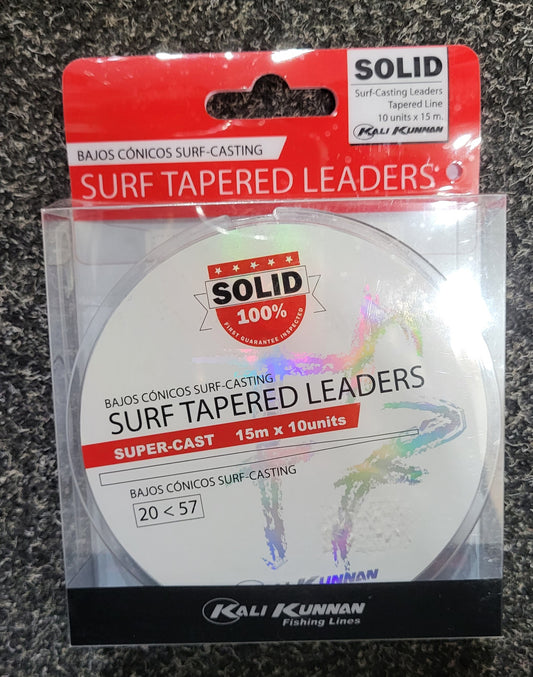 SOLID
Surf-Casting Leaders
Tapered Line
10 units x 15 m.
KALI KUNNAN
BAJOS CÓNICOS SURF-CASTING
SURF TAPERED LEADERS
SOLID
100%
FIRST GUARANTEE INSPECTED
BAJOS CÓNICOS SURF-CASTING
SURF TAPERED LEADERS
SUPER-CAST 15m x 10units
BAJOS CÓNICOS SURF-CASTING
20 < 57
KALI KUNNAN
KALI KUNNAN
Fishing Lines